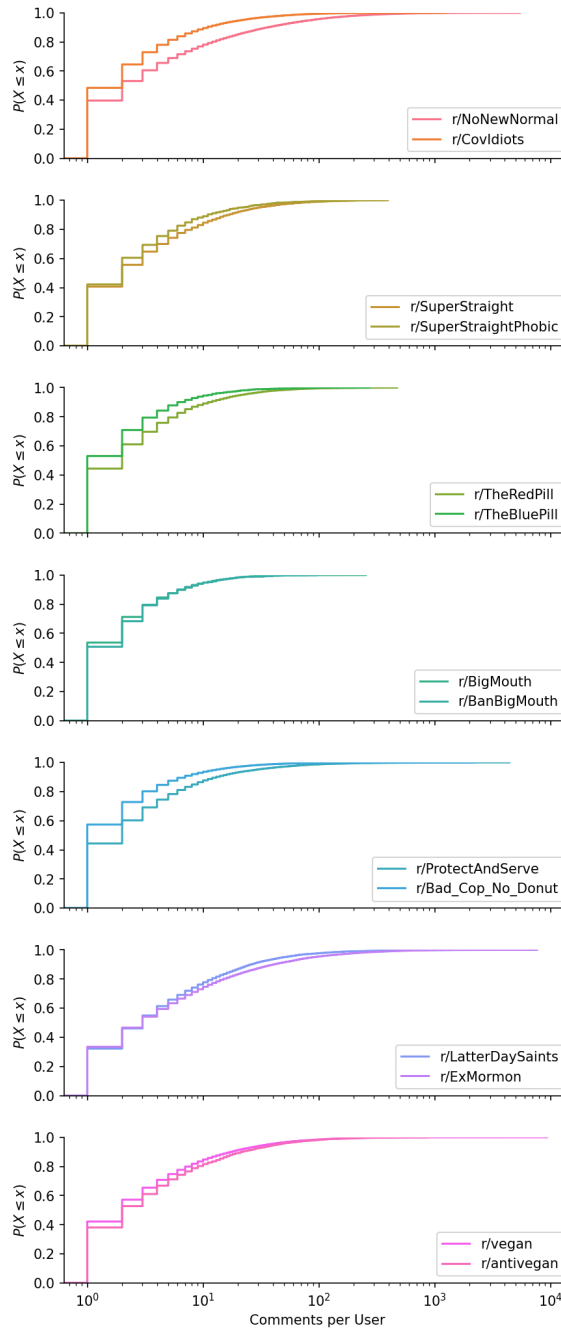 1.0
0.8
0.6
0.4
0.2
0.0
P(X ≤ x)
r/NoNewNormal
r/CovIdiots
1.0
0.8
0.6
0.4
0.2
0.0
P(X ≤ x)
r/SuperStraight
r/SuperStraightPhobic
1.0
0.8
0.6
0.4
0.2
0.0
P(X ≤ x)
r/TheRedPill
r/TheBluePill
1.0
0.8
0.6
0.4
0.2
0.0
P(X ≤ x)
r/BigMouth
r/BanBigMouth
1.0
0.8
0.6
0.4
0.2
0.0
P(X ≤ x)
r/ProtectAndServe
r/Bad_Cop_No_Donut
1.0
0.8
0.6
0.4
0.2
0.0
P(X ≤ x)
r/LatterDaySaints
r/ExMormon
1.0
0.8
0.6
0.4
0.2
0.0
P(X ≤ x)
r/vegan
r/antivegan
10⁰ 10¹ 10² 10³ 10⁴
Comments per User